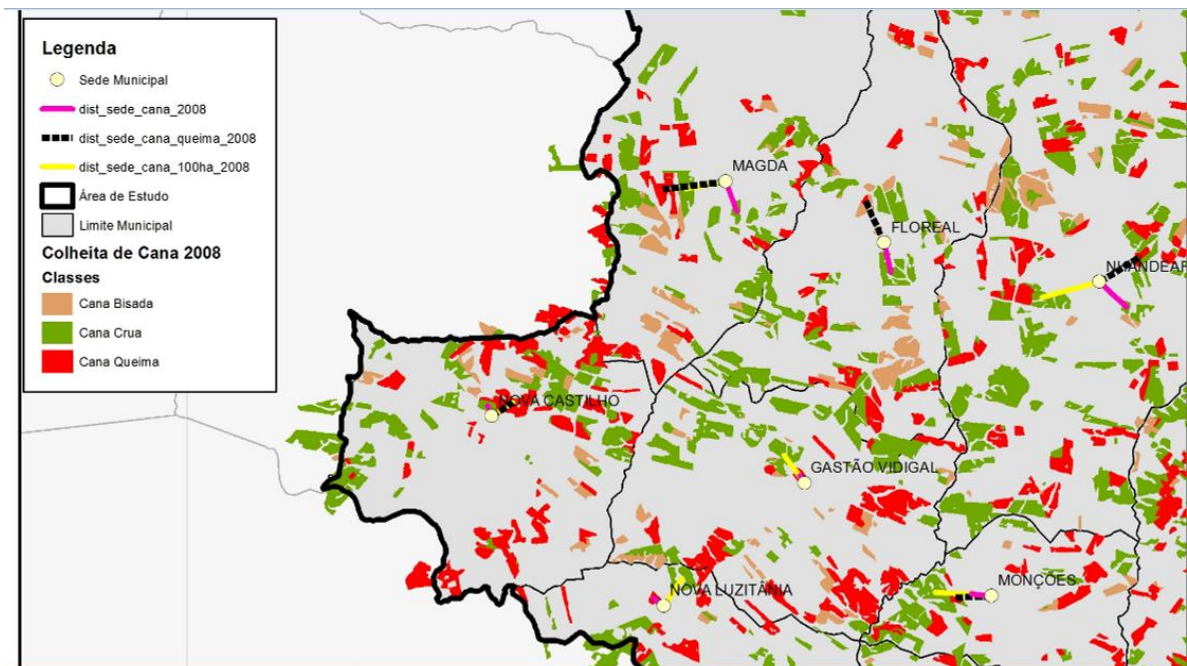 Legenda
Sede Municipal
dist_sede_cana_2008
dist_sede_cana_queima_2008
dist_sede_cana_100ha_2008
Área de Estudo
Limite Municipal
Colheita de Cana 2008
Classes
Cana Bisada
Cana Crua
Cana Queima
MAGDA
FLOREAL
NHANDEAR
NOVA CASTILHO
GASTÃO VIDIGAL
NOVA LUZITÂNIA
MONÇÕES